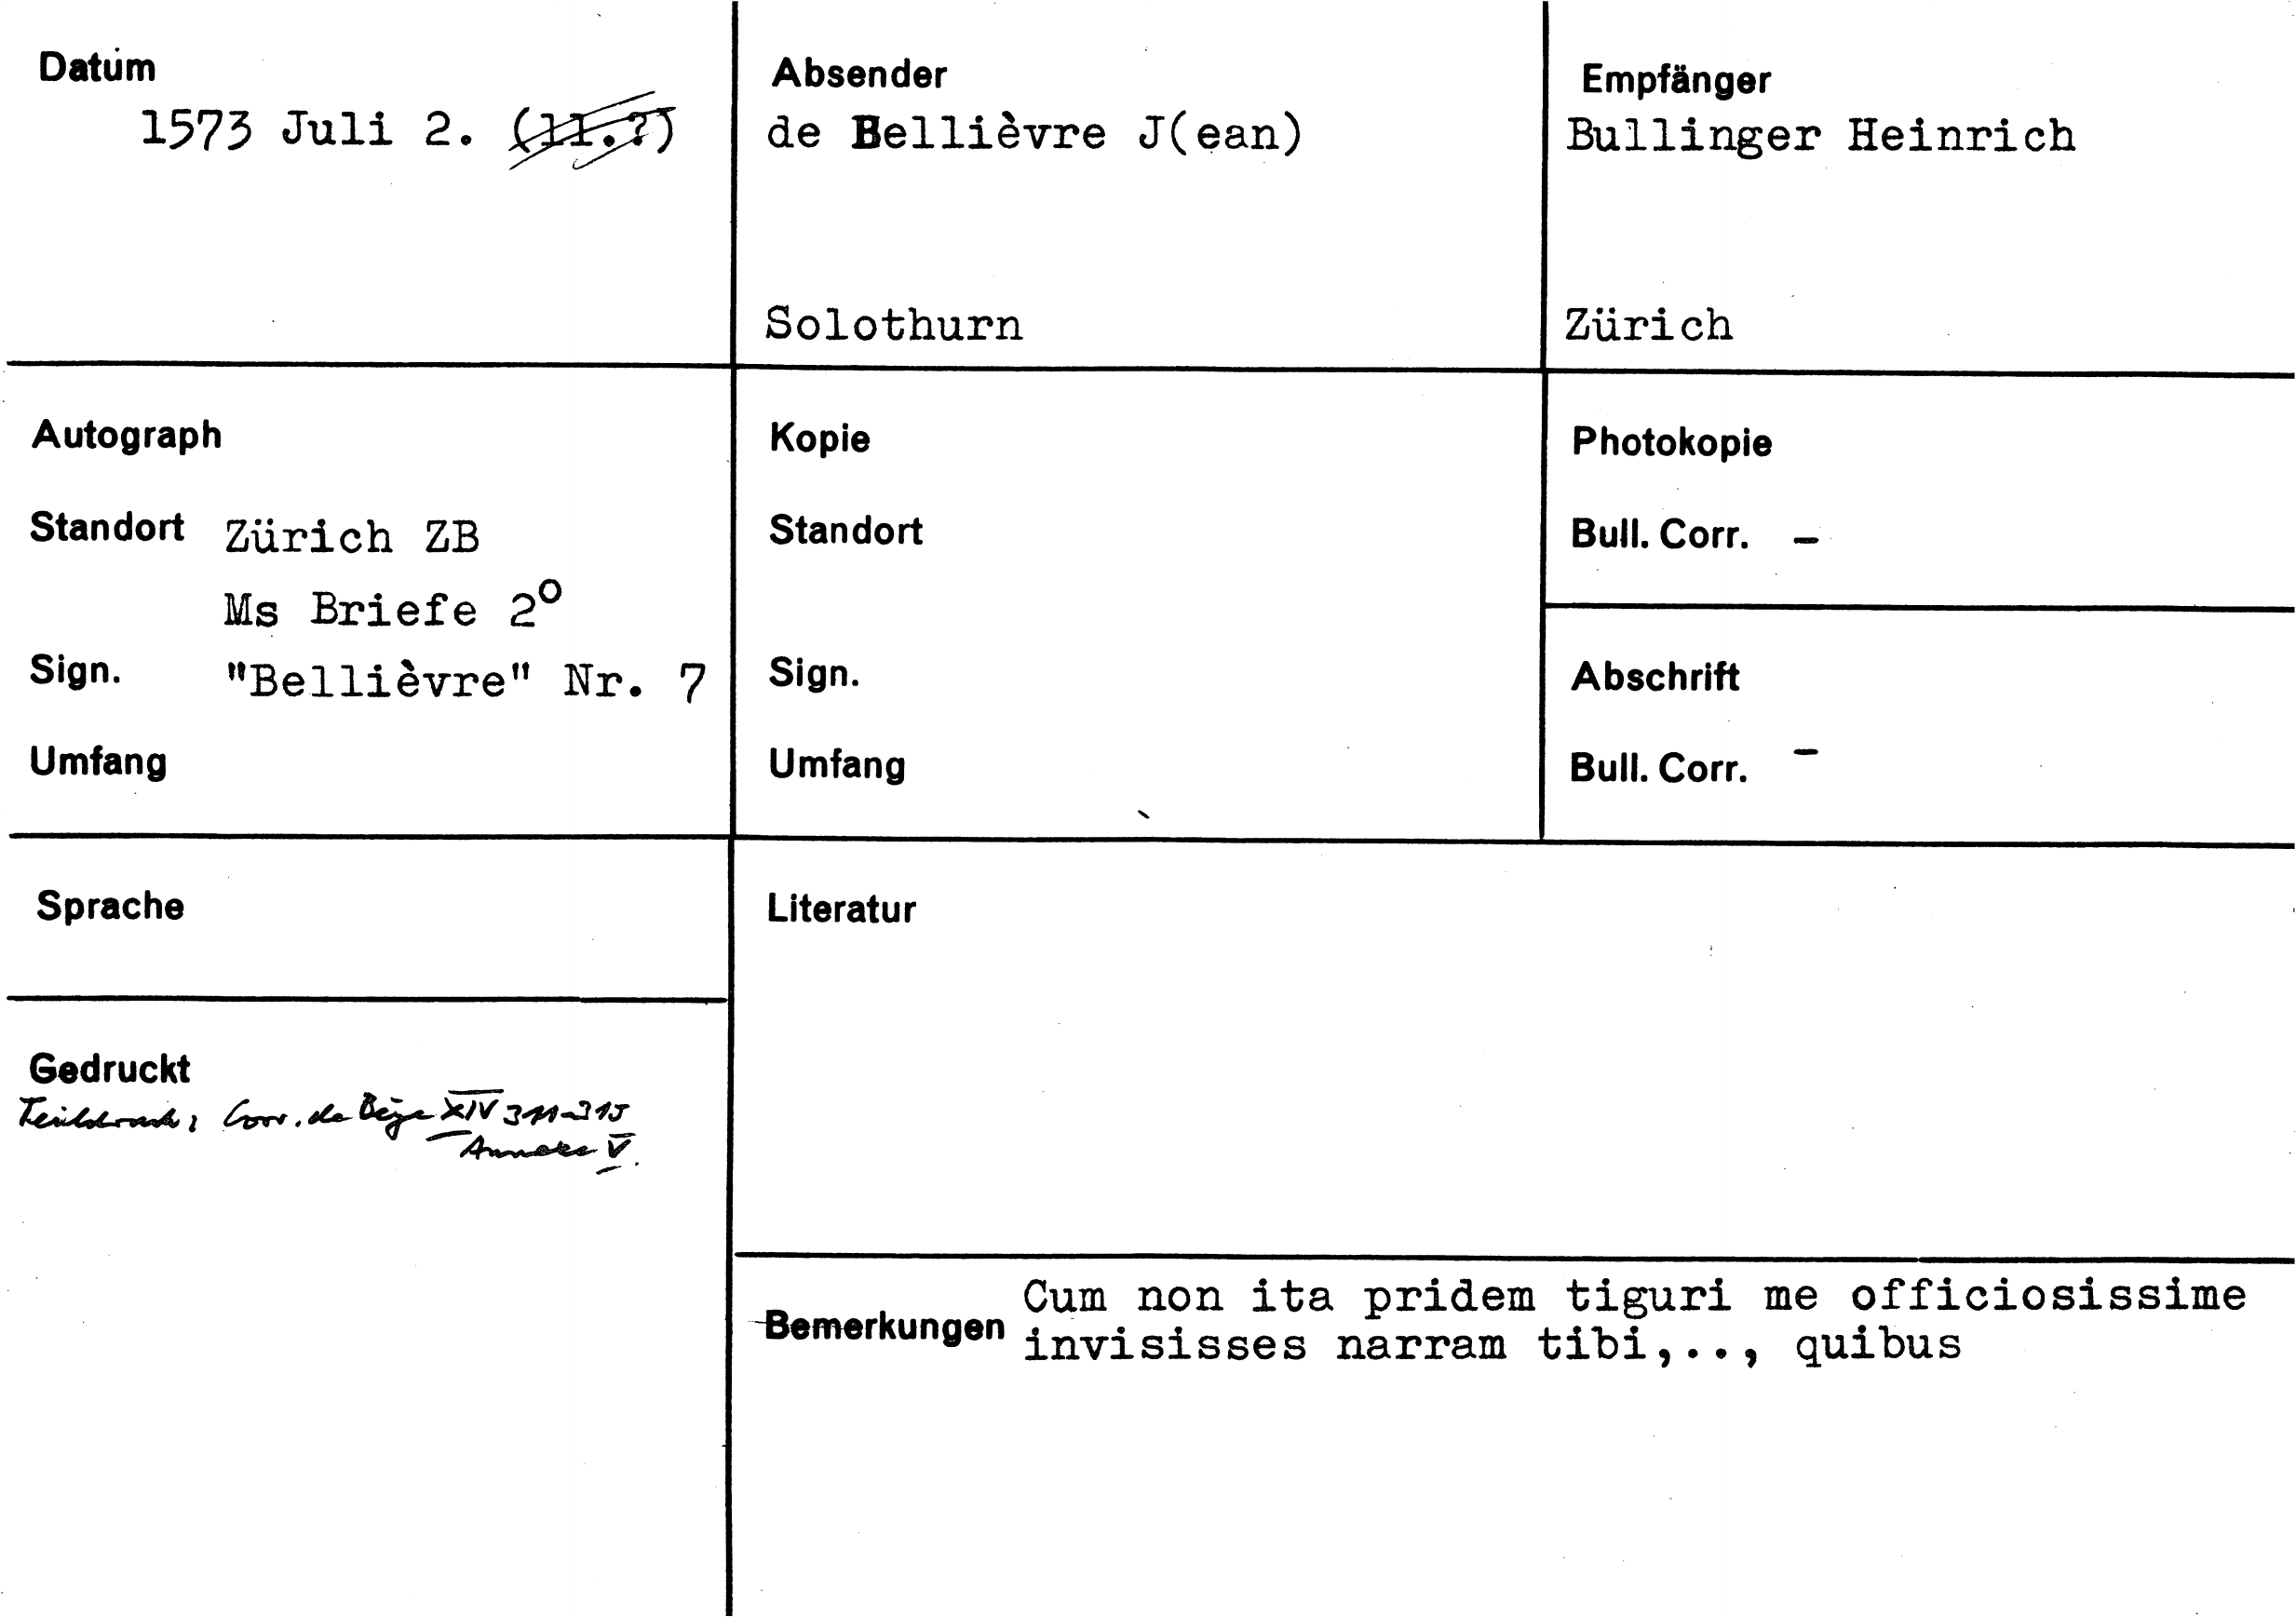 Datum
1573 Juli 2. (11.?)
Absender
de Bellièvre J(ean)
Solothurn
Empfänger
Bullinger Heinrich
Zürich
Autograph
Standort Zürich ZB
Ms Briefe 2°
Sign. "Bellièvre" Nr. 7
Umfang
Kopie
Standort
Sign.
Umfang
Photokopie
Bull. Corr. –
Abschrift
Bull. Corr. –
Sprache
Gedruckt
Teildruck: Corr. de Bèze XIV 311-315
Annexe V.
Literatur
Bemerkungen Cum non ita pridem tiguri me officiosissime
invisisses narram tibi,.., quibus